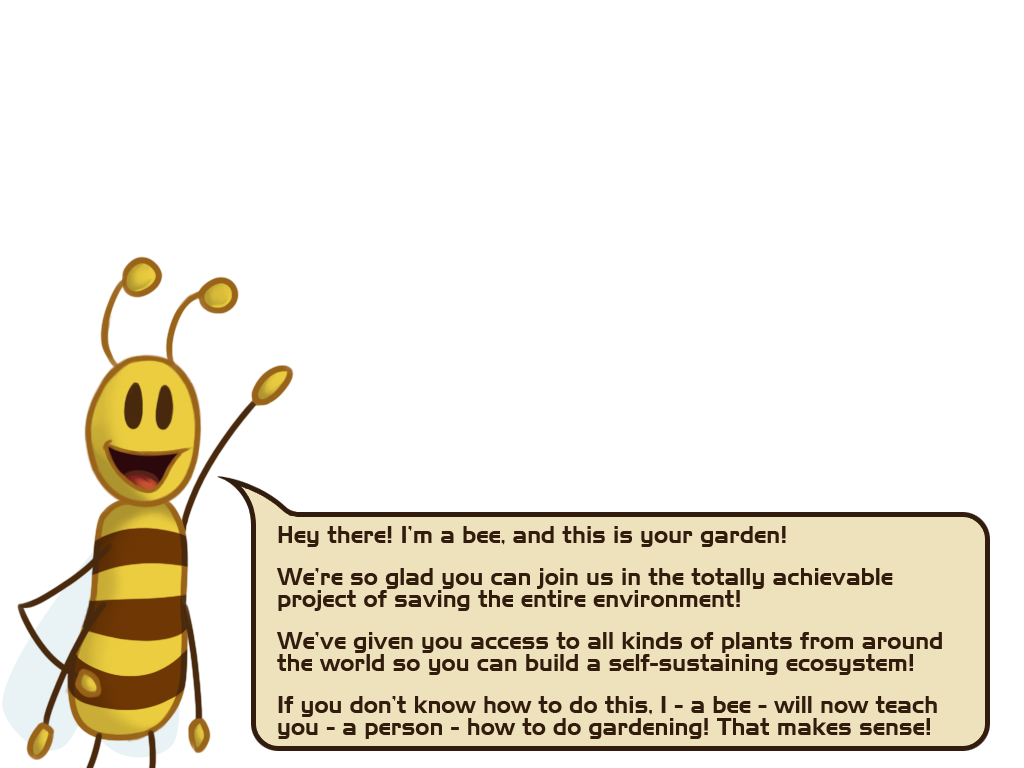 Hey there! I'm a bee, and this is your garden!
We're so glad you can join us in the totally achievable
project of saving the entire environment!
We've given you access to all kinds of plants from around
the world so you can build a self-sustaining ecosystem!
If you don't know how to do this, I - a bee - will now teach
you - a person - how to do gardening! That makes sense!